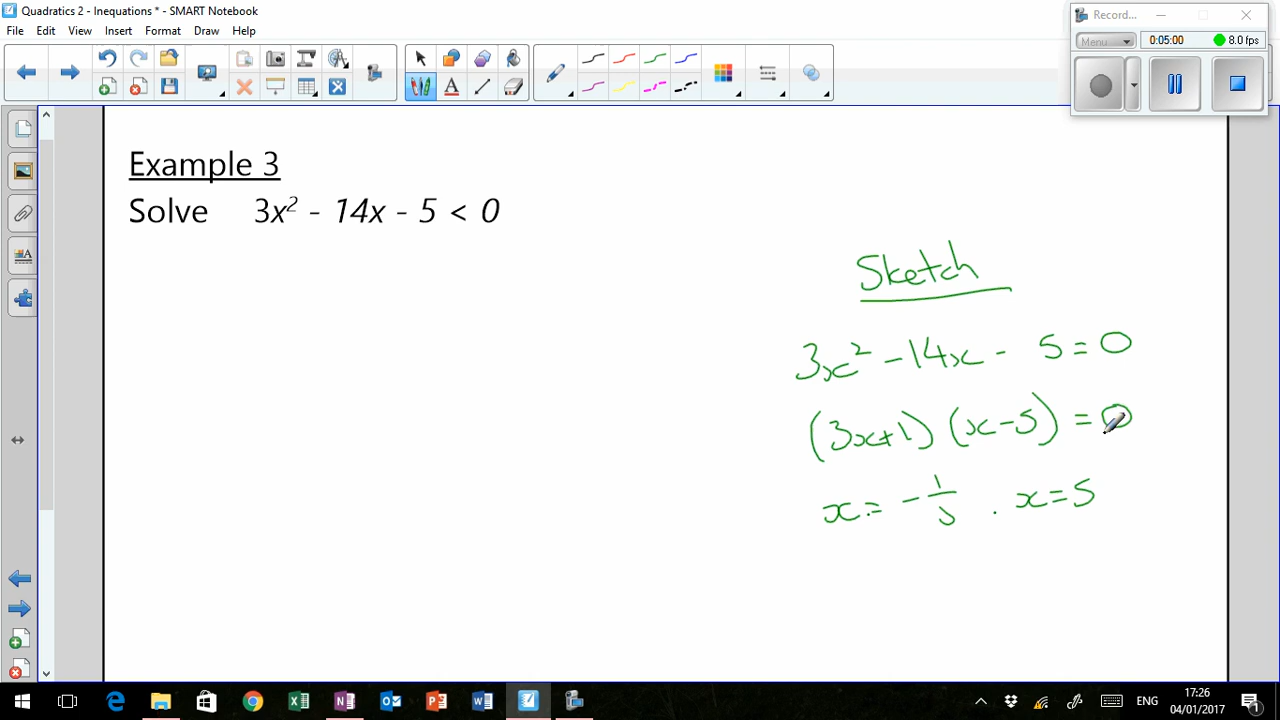 Quadratics 2 - Inequations * - SMART Notebook
File Edit View Insert Format Draw Help
Record...
Menu
0:05:00
8.0 fps
Example 3
Solve 3x² - 14x - 5 < 0
Sketch
3x² - 14x - 5 = 0
(3x+1) (x-5) = 0
x = -1/3 . x = 5
ENG
17:26
04/01/2017